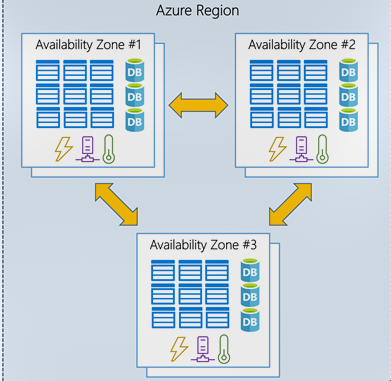 Azure Region
Availability Zone #1
DB
DB
DB
Availability Zone #2
DB
DB
DB
Availability Zone #3
DB
DB
DB